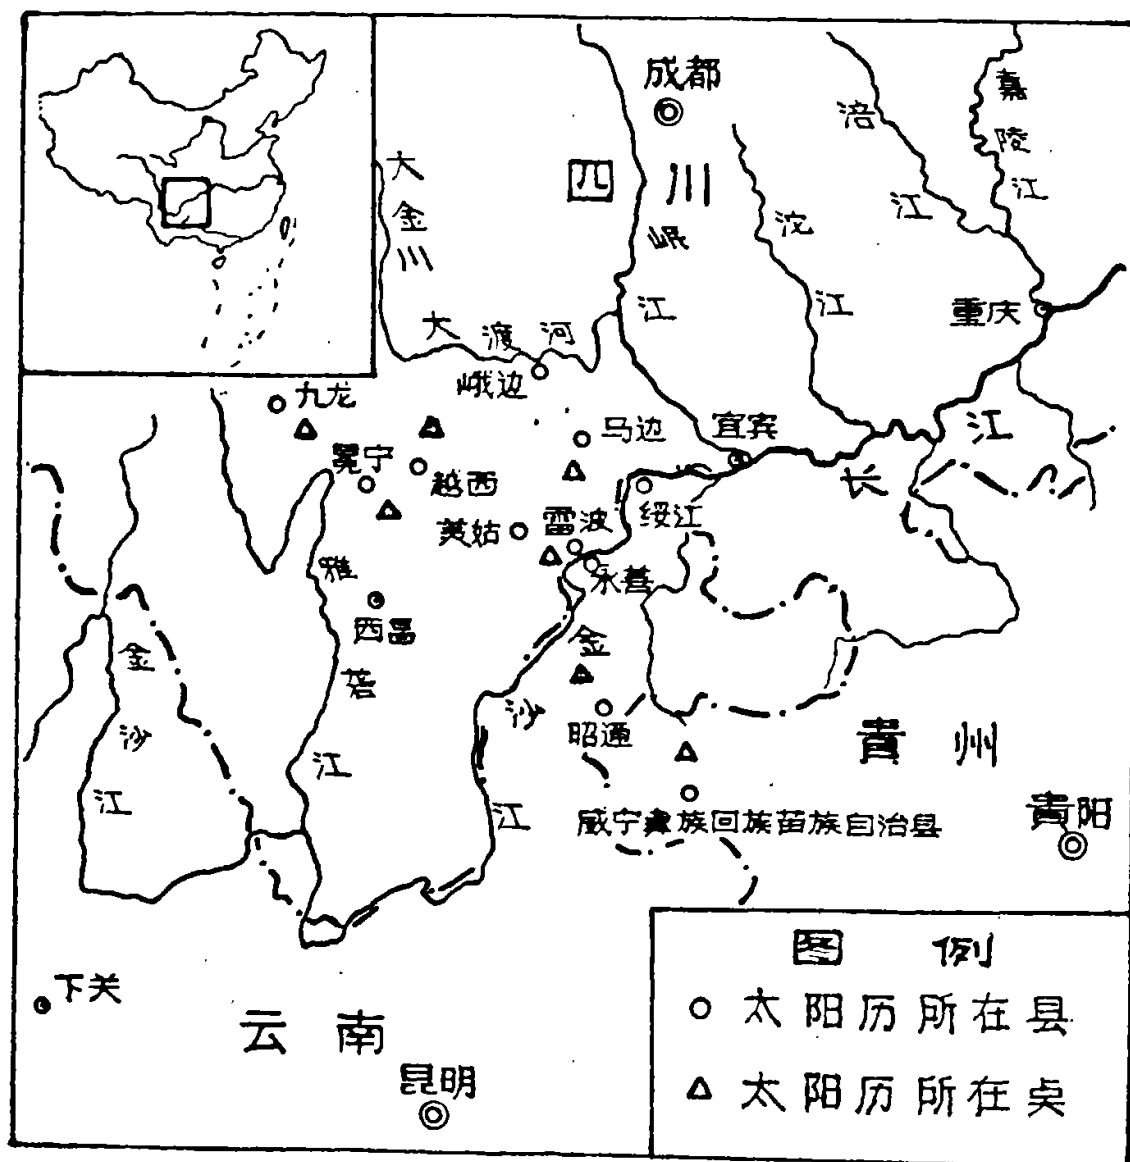 成都
四川
大金川
大渡河
岷江
沱江
涪江
嘉陵江
重庆
峨边
九龙
马边
宜宾
长江
冕宁
越西
美姑
雷波
绥江
永善
雅砻江
西昌
金沙江
金沙江
昭通
贵州
威宁彝族回族苗族自治县
贵阳
下关
云南
昆明
图例
太阳历所在县
太阳历所在点